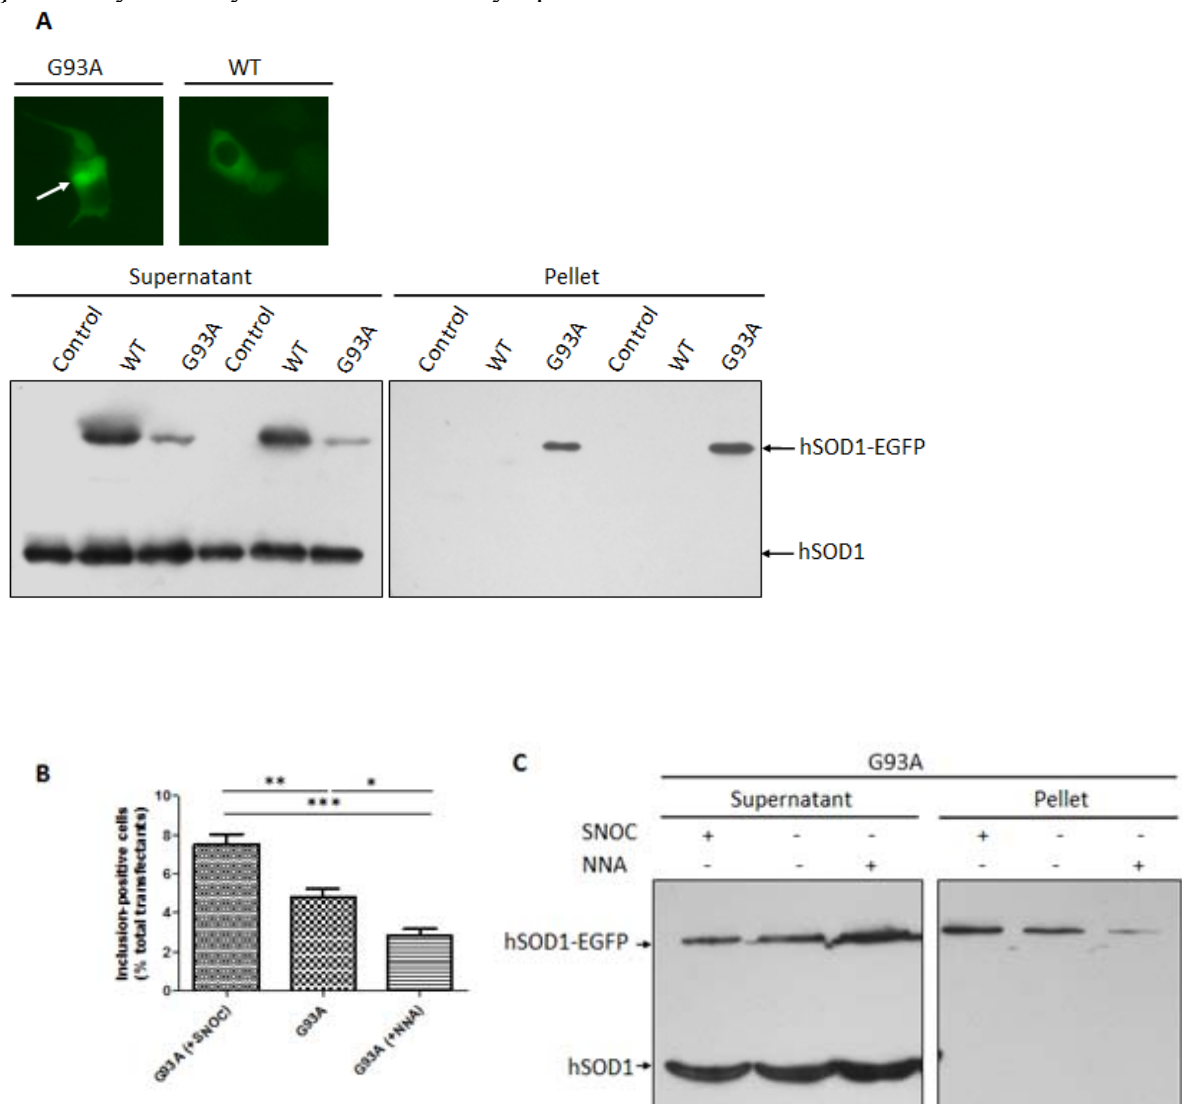 A
G93A WT
Supernatant Pellet
Control WT G93A Control WT G93A Control WT G93A Control WT G93A
hSOD1-EGFP
hSOD1
B
** *
***
Inclusion-positive cells
(% total transfectants)
10
8
6
4
2
0
G93A (+SNOC) G93A G93A (+NNA)
C
G93A
Supernatant Pellet
SNOC + - - + - -
NNA - - + - - +
hSOD1-EGFP
hSOD1